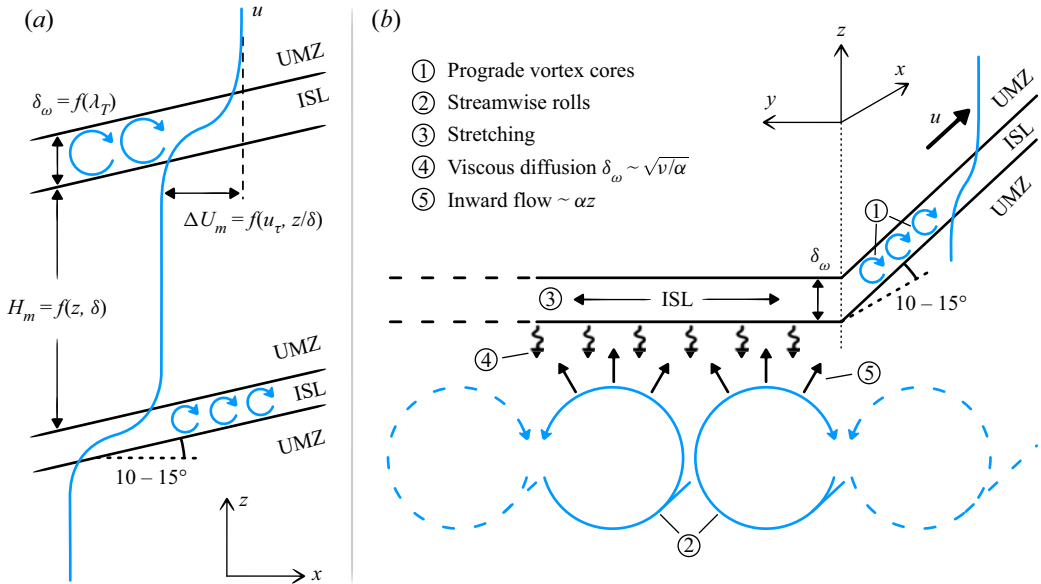 (a)
u
UMZ
ISL
δω = f(λT)
ΔUm = f(uτ, z/δ)
Hm = f(z, δ)
UMZ
ISL
UMZ
10 – 15°
z
x
(b)
① Prograde vortex cores
② Streamwise rolls
③ Stretching
④ Viscous diffusion δω ~ √ν/α
⑤ Inward flow ~ αz
z
x
y
u
UMZ
ISL
UMZ
①
δω
10 – 15°
③ ISL
④
⑤
②